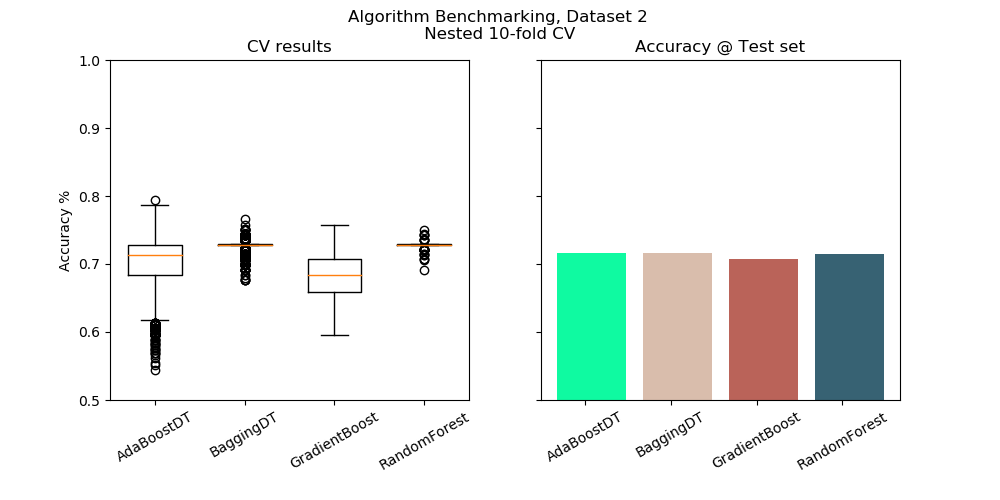 Algorithm Benchmarking, Dataset 2
Nested 10-fold CV
CV results
Accuracy @ Test set
Accuracy %
1.0
0.9
0.8
0.7
0.6
0.5
AdaBoostDT
BaggingDT
GradientBoost
RandomForest
AdaBoostDT
BaggingDT
GradientBoost
RandomForest